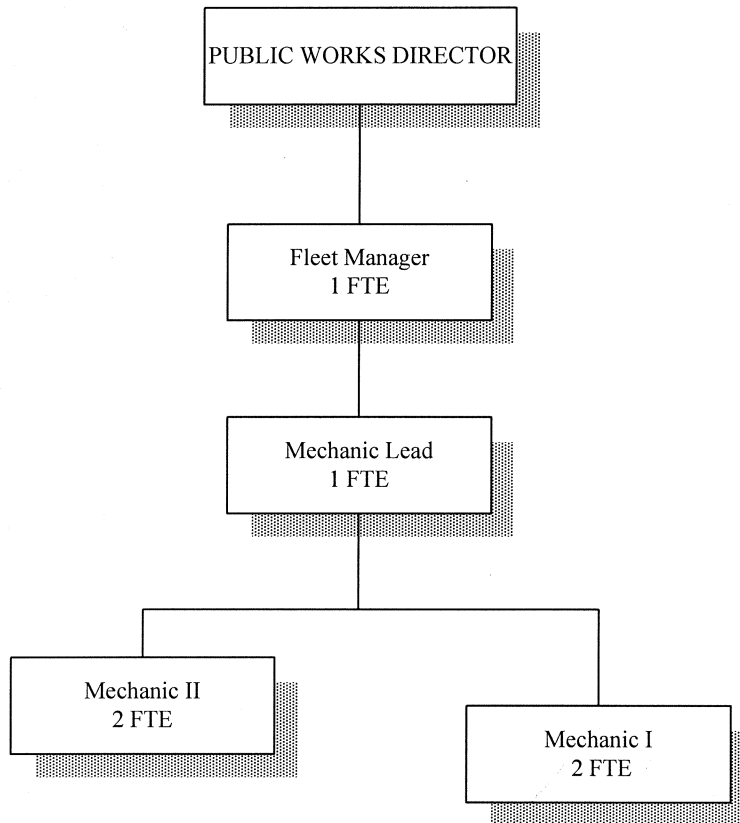 PUBLIC WORKS DIRECTOR
Fleet Manager
1 FTE
Mechanic Lead
1 FTE
Mechanic II
2 FTE
Mechanic I
2 FTE